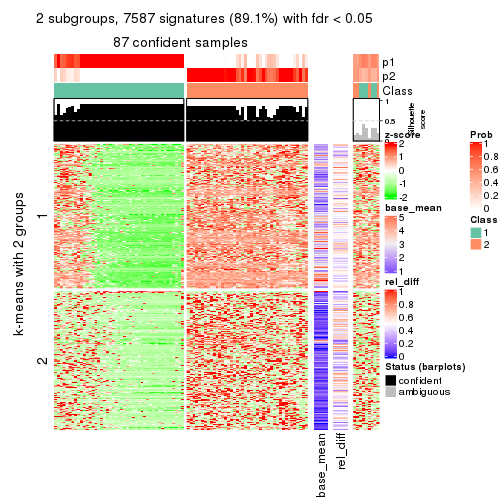 2 subgroups, 7587 signatures (89.1%) with fdr < 0.05
87 confident samples
p1
p2
Class
1
0.5
0
Silhouette
score
k-means with 2 groups
1
2
base_mean
rel_diff
z-score
2
1
0
-1
-2
base_mean
5
4
3
2
1
rel_diff
1
0.8
0.6
0.4
0.2
0
Status (barplots)
confident
ambiguous
Prob
1
0.8
0.6
0.4
0.2
0
Class
1
2